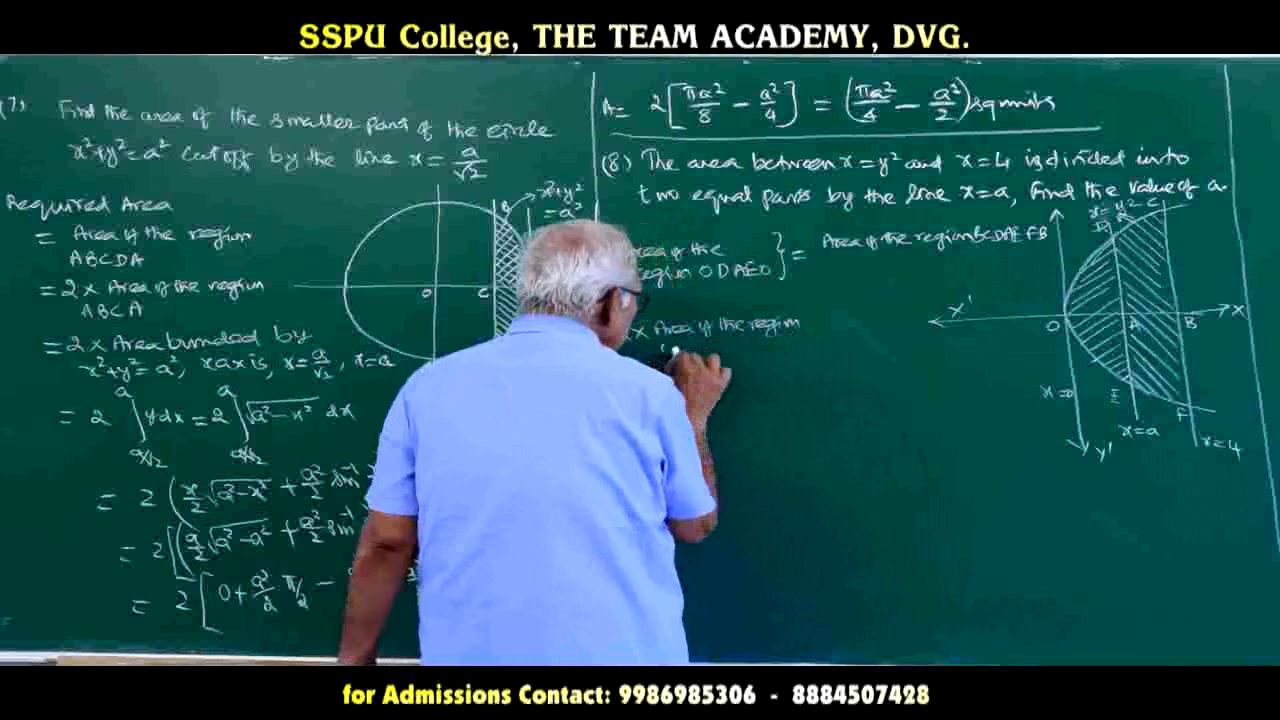 SSPU College, THE TEAM ACADEMY, DVG.
7) Find the area of the smaller part of the circle
x²+y²=a² cut off by the line x = a/√2
Required Area
= Area of the region
ABCDA
= 2 x Area of the region
ABCA
= 2 x Area bounded by
x²+y²=a², x axis, x = a/√2, x = a
= 2 ∫ y dx = 2 ∫ √(a²-x²) dx
a a
a/√2 a/√2
= 2 ( x/2 √(a²-x²) + a²/2 sin⁻¹
= 2 [ ( a/2 √(a²-a²) + a²/2 sin⁻¹
= 2 [ 0 + a²/2 π/2 -
x²+y²
= a²
B
O
C
A = 2 [ πa²/8 - a²/4 ] = ( πa²/4 - a²/2 ) sq units
(8) The area between x = y² and x = 4 is divided into
two equal parts by the line x = a, Find the value of a.
Area of the
region ODAEO } = Area of the region BCDAEFB
x Area of the region
x = y²
D
C
X'
O
A
B
X
x = 0
E
F
x = a
Y'
x = 4
for Admissions Contact: 9986985306 - 8884507428